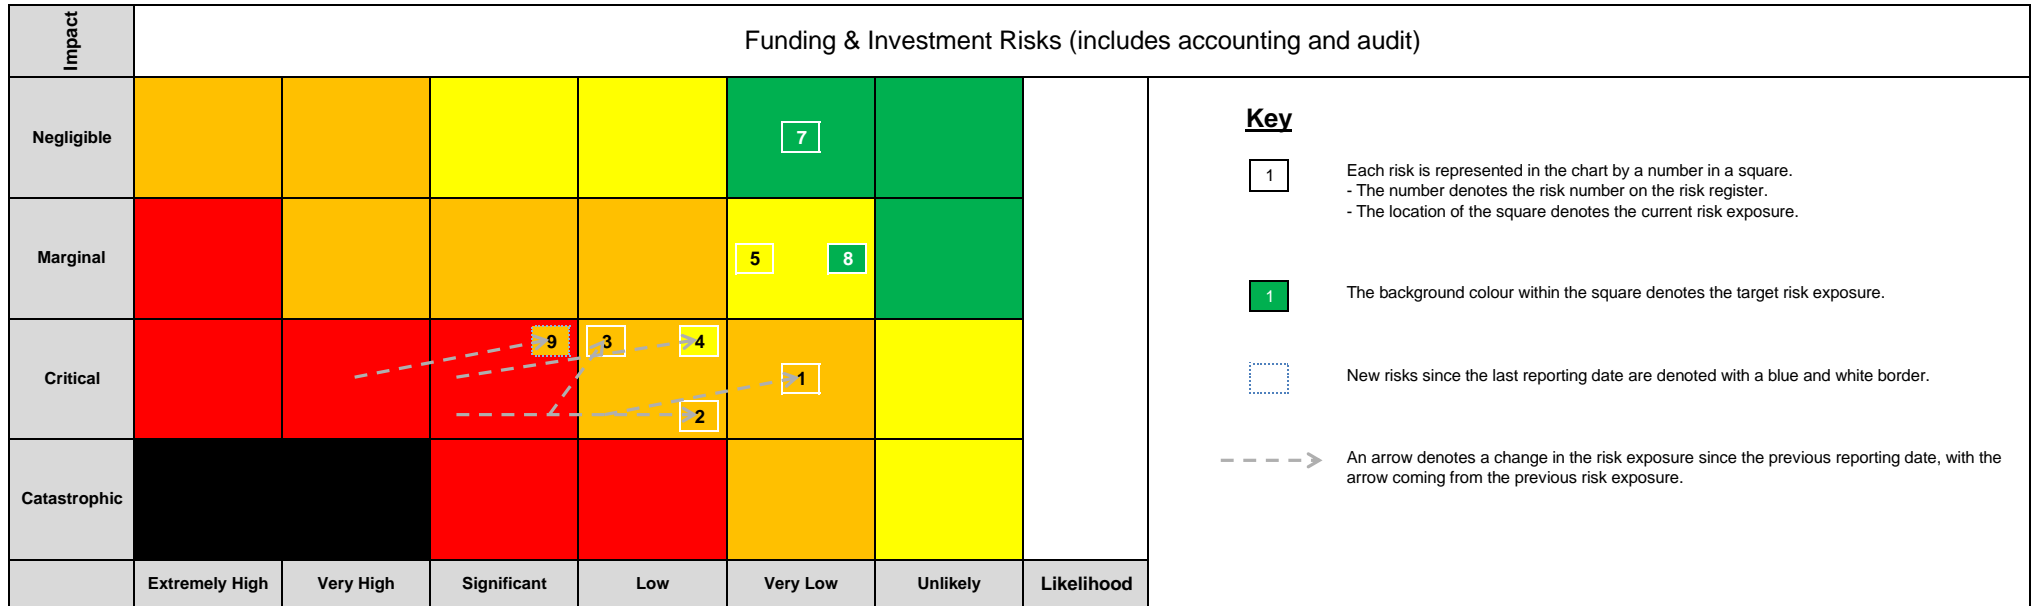 Impact
Funding & Investment Risks (includes accounting and audit)
Negligible
7
Marginal
5
8
Critical
9
3
4
1
2
Catastrophic
Extremely High
Very High
Significant
Low
Very Low
Unlikely
Likelihood
Key
1
Each risk is represented in the chart by a number in a square.
- The number denotes the risk number on the risk register.
- The location of the square denotes the current risk exposure.
1
The background colour within the square denotes the target risk exposure.
New risks since the last reporting date are denoted with a blue and white border.
An arrow denotes a change in the risk exposure since the previous reporting date, with the
arrow coming from the previous risk exposure.